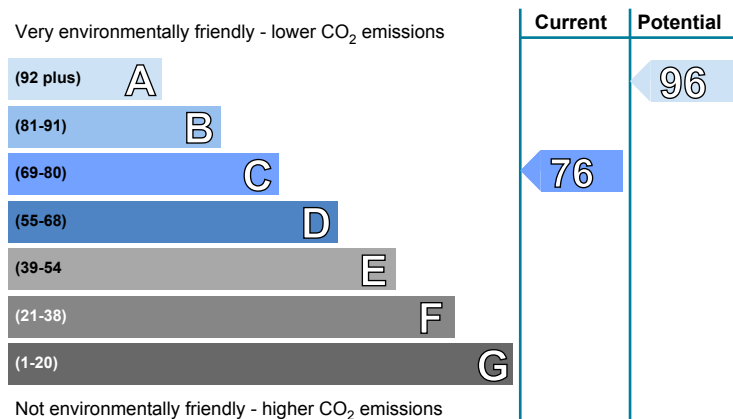 Current Potential
Very environmentally friendly - lower CO₂ emissions
(92 plus) A 96
(81-91) B
(69-80) C 76
(55-68) D
(39-54 E
(21-38) F
(1-20) G
Not environmentally friendly - higher CO₂ emissions